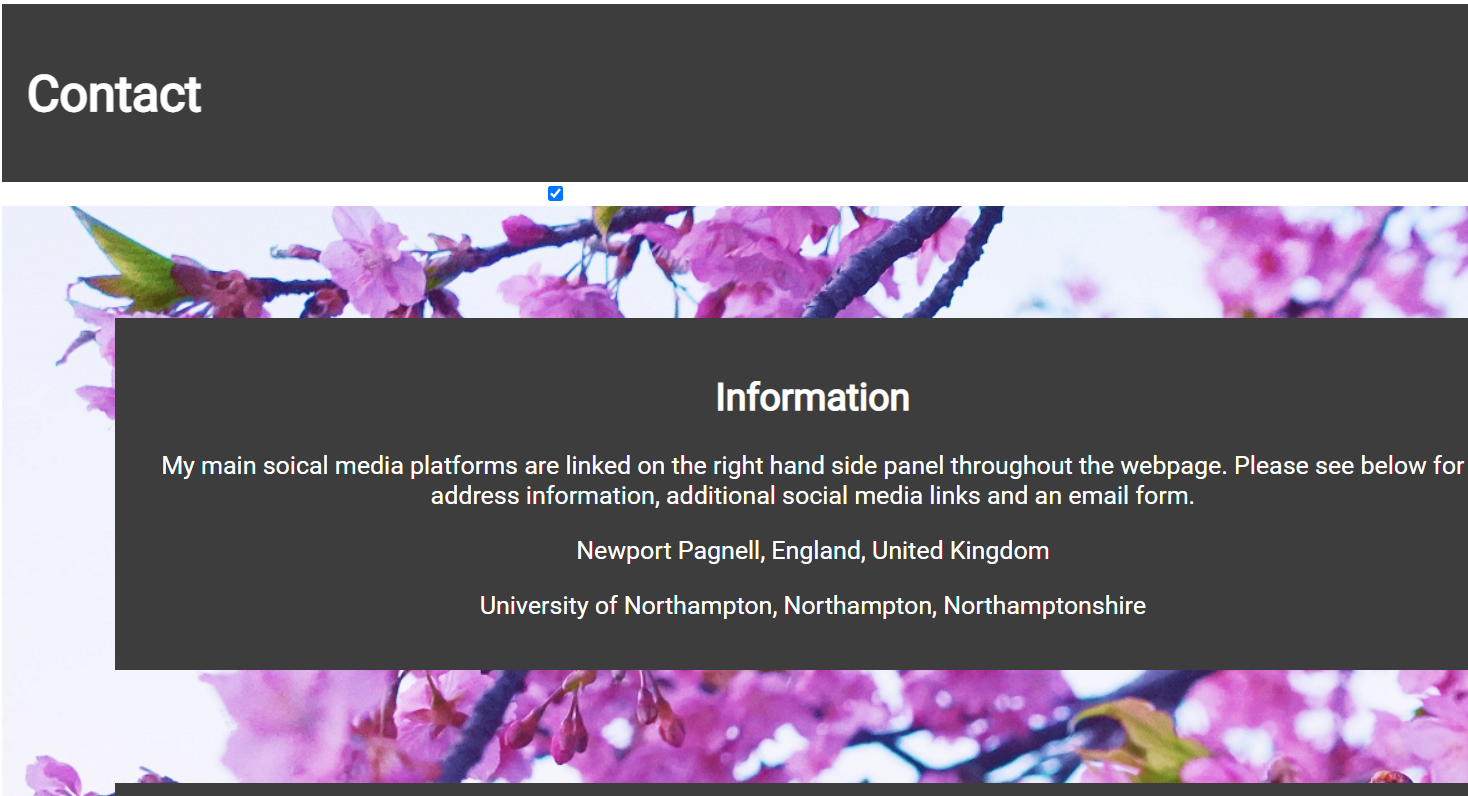 Contact
Information
My main soical media platforms are linked on the right hand side panel throughout the webpage. Please see below for
address information, additional social media links and an email form.
Newport Pagnell, England, United Kingdom
University of Northampton, Northampton, Northamptonshire